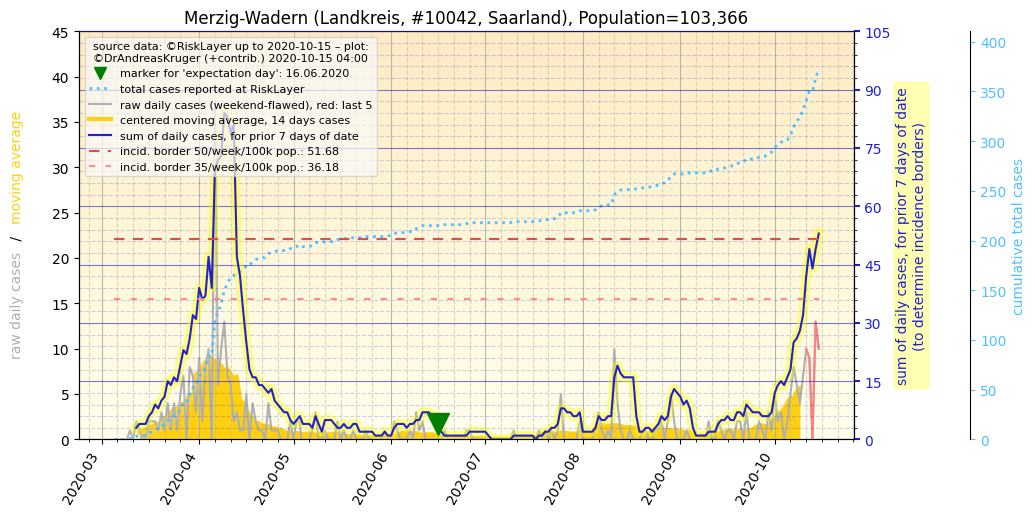 Merzig-Wadern (Landkreis, #10042, Saarland), Population=103,366
source data: ©RiskLayer up to 2020-10-15 – plot:
©DrAndreasKruger (+contrib.) 2020-10-15 04:00
marker for 'expectation day': 16.06.2020
total cases reported at RiskLayer
raw daily cases (weekend-flawed), red: last 5
centered moving average, 14 days cases
sum of daily cases, for prior 7 days of date
incid. border 50/week/100k pop.: 51.68
incid. border 35/week/100k pop.: 36.18
raw daily cases / moving average
45
40
35
30
25
20
15
10
5
0
2020-03
2020-04
2020-05
2020-06
2020-07
2020-08
2020-09
2020-10
105
90
75
60
45
30
15
0
sum of daily cases, for prior 7 days of date
(to determine incidence borders)
400
350
300
250
200
150
100
50
0
cumulative total cases